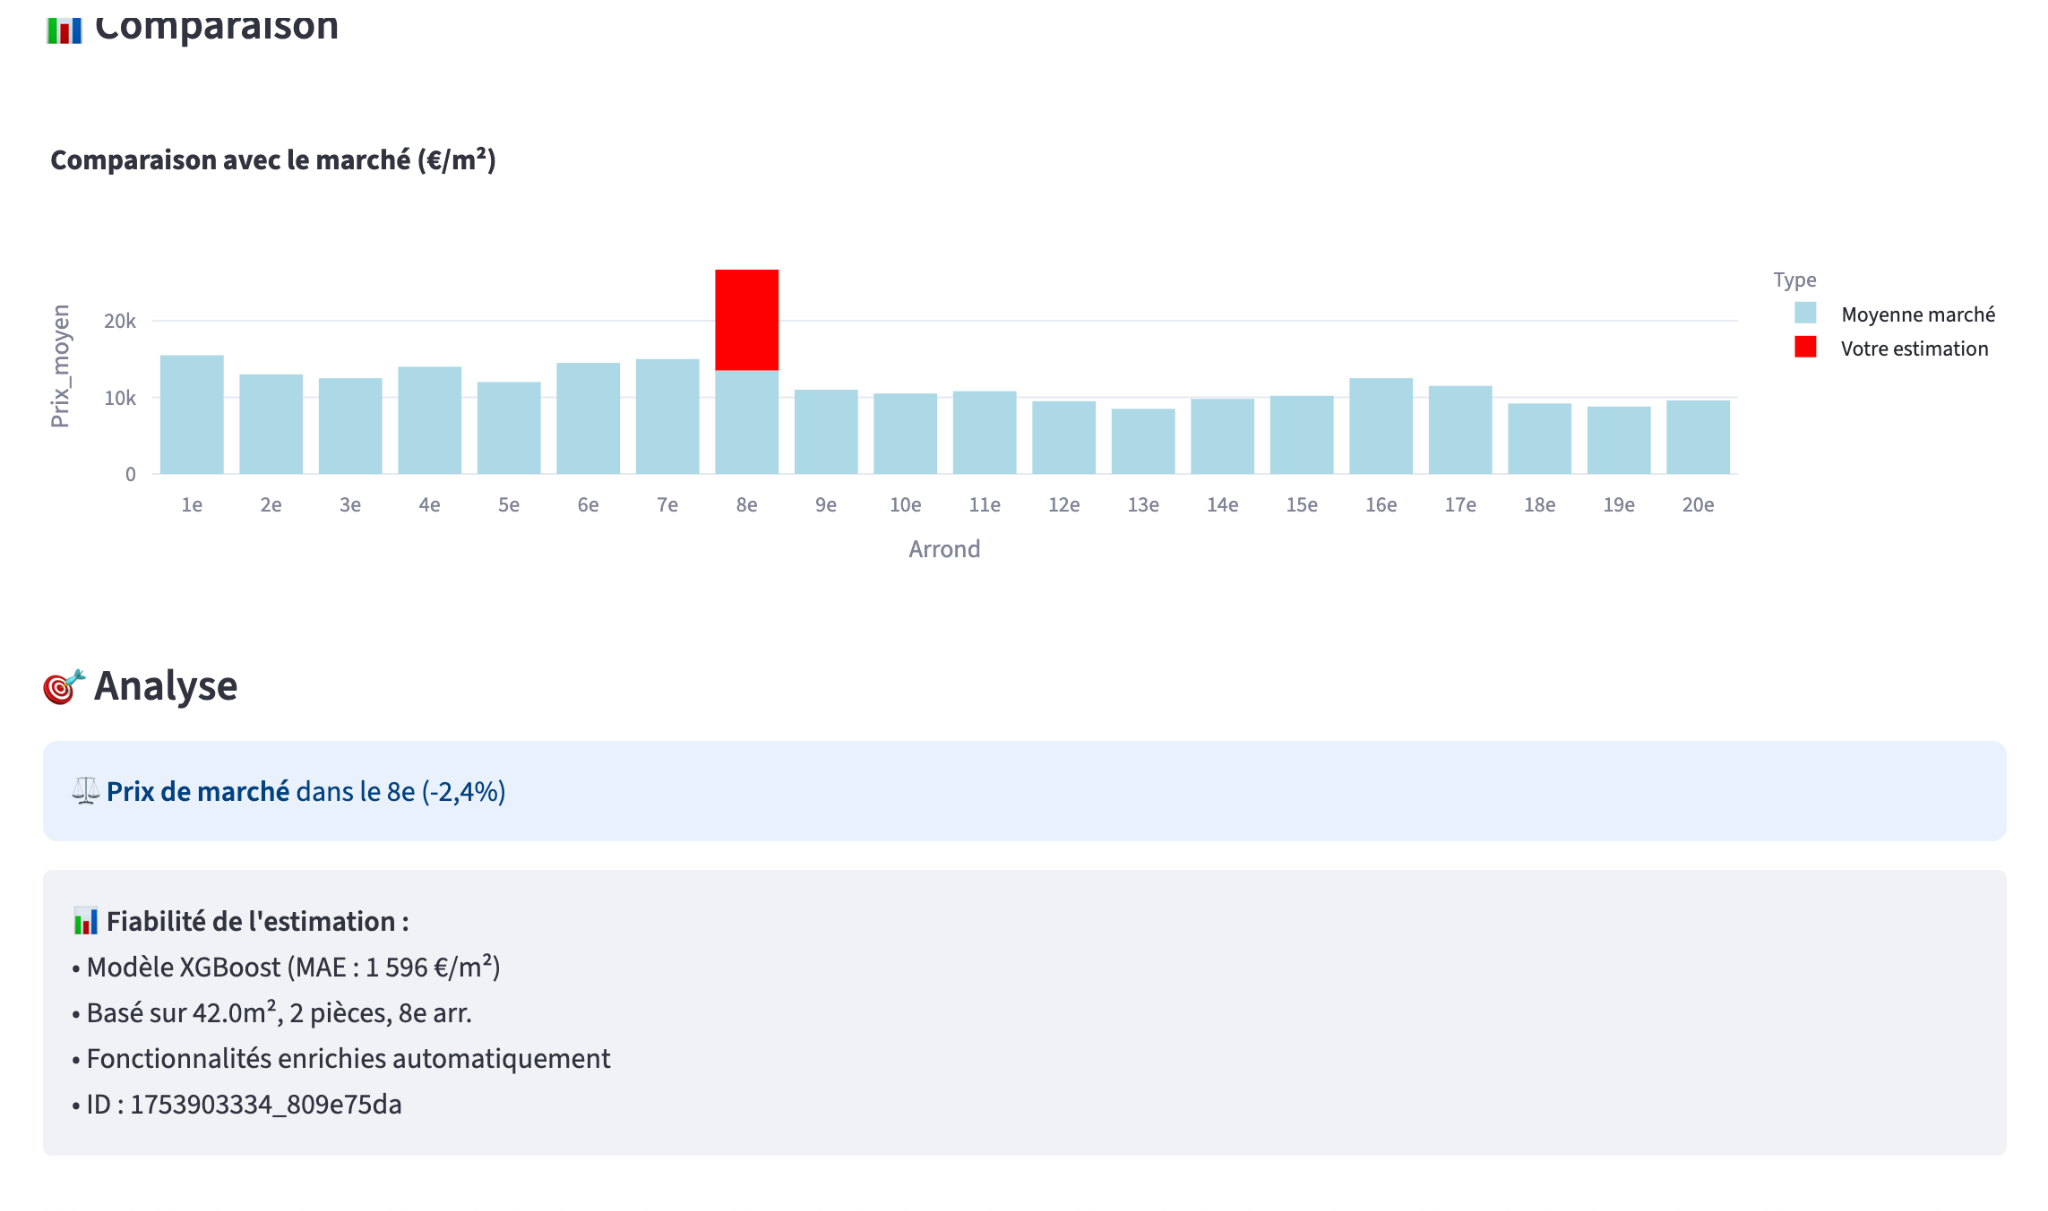 Comparaison
Comparaison avec le marché (€/m²)
Prix_moyen
20k
10k
0
1e 2e 3e 4e 5e 6e 7e 8e 9e 10e 11e 12e 13e 14e 15e 16e 17e 18e 19e 20e
Arrond
Type
Moyenne marché
Votre estimation
Analyse
Prix de marché dans le 8e (-2,4%)
Fiabilité de l'estimation :
• Modèle XGBoost (MAE : 1 596 €/m²)
• Basé sur 42.0m², 2 pièces, 8e arr.
• Fonctionnalités enrichies automatiquement
• ID : 1753903334_809e75da